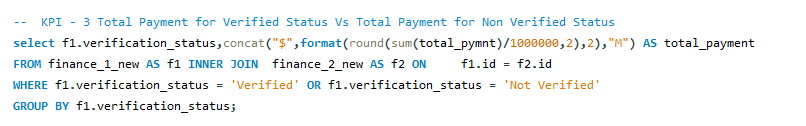 --  KPI - 3 Total Payment for Verified Status Vs Total Payment for Non Verified Status
select f1.verification_status,concat("$",format(round(sum(total_pymnt)/1000000,2),2),"M") AS total_payment
FROM finance_1_new AS f1 INNER JOIN  finance_2_new AS f2 ON     f1.id = f2.id
WHERE f1.verification_status = 'Verified' OR f1.verification_status = 'Not Verified'
GROUP BY f1.verification_status;